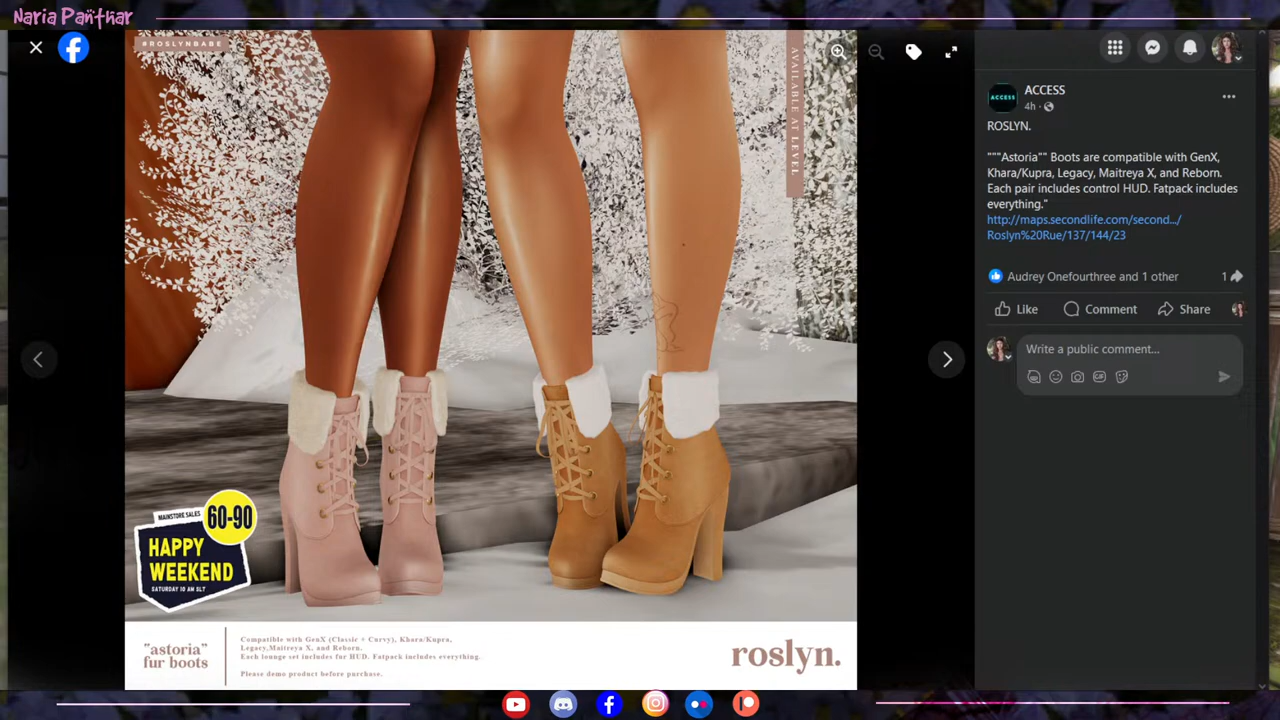 Naria Panthar
#ROSLYNBABE
AVAILABLE AT LEVEL
MAINSTORE SALES
60-90
HAPPY
WEEKEND
SATURDAY 10 AM SLT
"astoria"
fur boots
Compatible with GenX (Classic + Curvy), Khara/Kupra,
Legacy,Maitreya X, and Reborn.
Each lounge set includes fur HUD. Fatpack includes everything.
Please demo product before purchase.
roslyn.
ACCESS
ACCESS
4h ·
ROSLYN.
"""Astoria"" Boots are compatible with GenX,
Khara/Kupra, Legacy, Maitreya X, and Reborn.
Each pair includes control HUD. Fatpack includes
everything."
http://maps.secondlife.com/second.../
Roslyn%20Rue/137/144/23
Audrey Onefourthree and 1 other 1
Like Comment Share
Write a public comment...
GIF